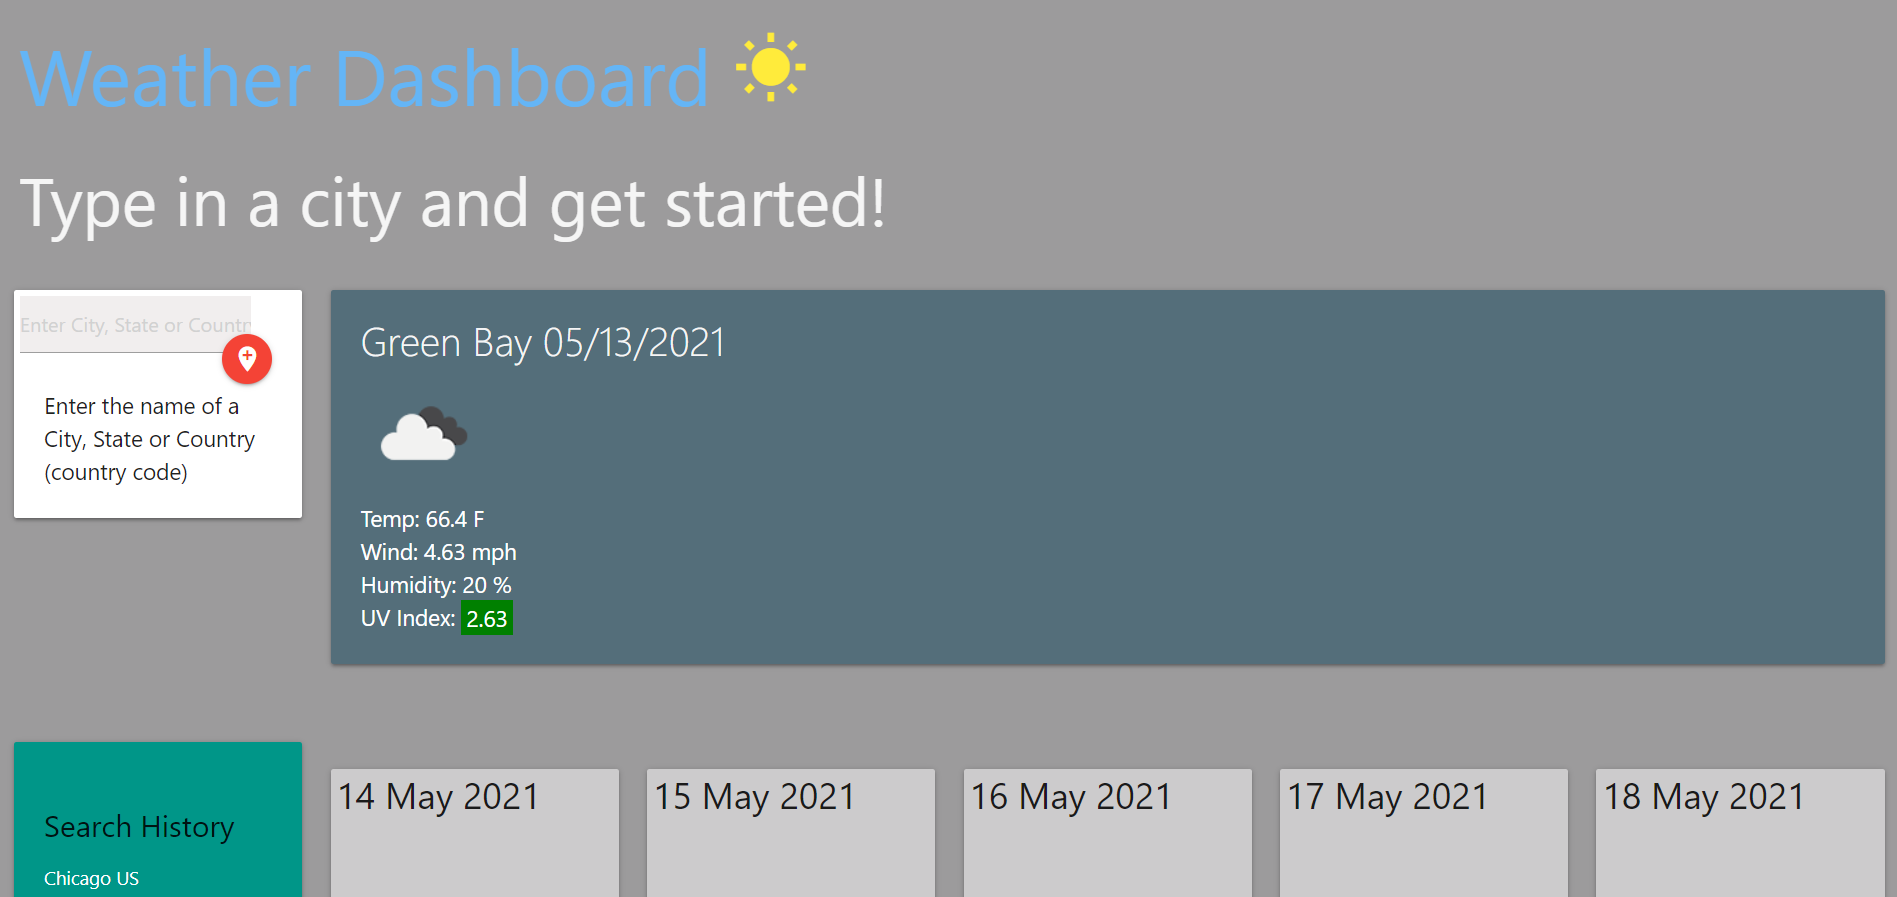 Weather Dashboard
Type in a city and get started!
Enter City, State or Countr
Enter the name of a
City, State or Country
(country code)
Green Bay 05/13/2021
Temp: 66.4 F
Wind: 4.63 mph
Humidity: 20 %
UV Index: 2.63
Search History
Chicago US
14 May 2021
15 May 2021
16 May 2021
17 May 2021
18 May 2021